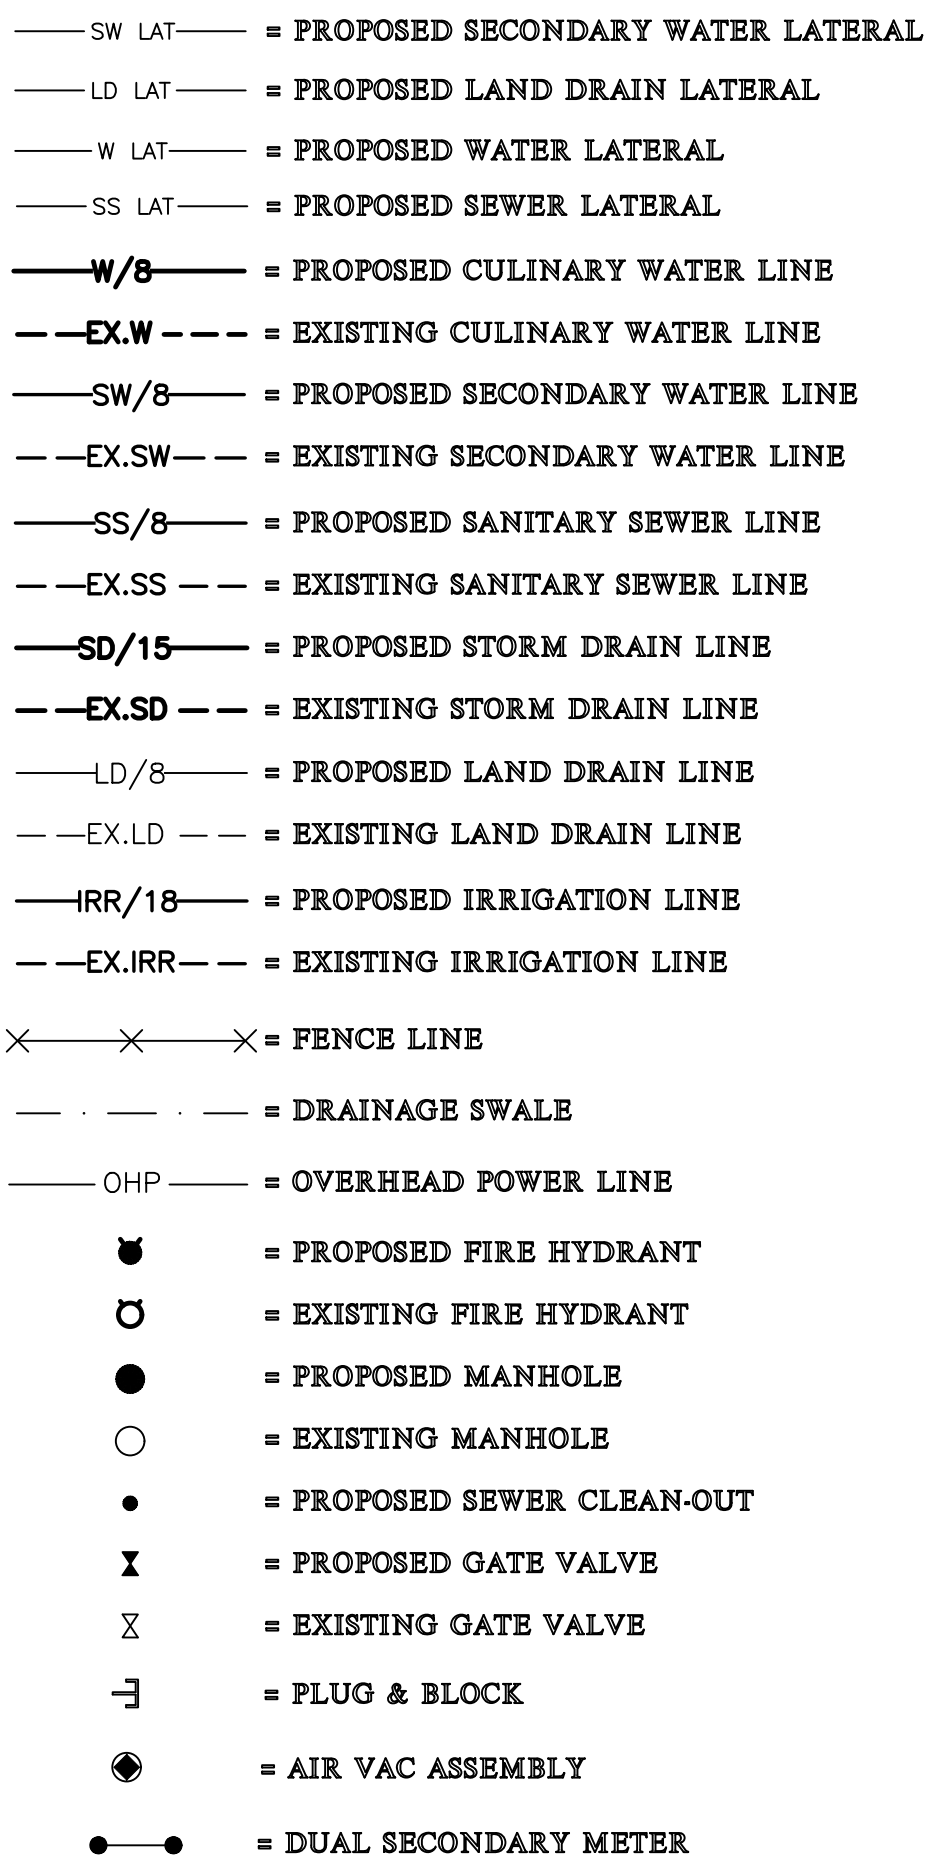 SW LAT = PROPOSED SECONDARY WATER LATERAL
LD LAT = PROPOSED LAND DRAIN LATERAL
W LAT = PROPOSED WATER LATERAL
SS LAT = PROPOSED SEWER LATERAL
W/8 = PROPOSED CULINARY WATER LINE
EX.W = EXISTING CULINARY WATER LINE
SW/8 = PROPOSED SECONDARY WATER LINE
EX.SW = EXISTING SECONDARY WATER LINE
SS/8 = PROPOSED SANITARY SEWER LINE
EX.SS = EXISTING SANITARY SEWER LINE
SD/15 = PROPOSED STORM DRAIN LINE
EX.SD = EXISTING STORM DRAIN LINE
LD/8 = PROPOSED LAND DRAIN LINE
EX.LD = EXISTING LAND DRAIN LINE
IRR/18 = PROPOSED IRRIGATION LINE
EX.IRR = EXISTING IRRIGATION LINE
= FENCE LINE
= DRAINAGE SWALE
OHP = OVERHEAD POWER LINE
= PROPOSED FIRE HYDRANT
= EXISTING FIRE HYDRANT
= PROPOSED MANHOLE
= EXISTING MANHOLE
= PROPOSED SEWER CLEAN-OUT
= PROPOSED GATE VALVE
= EXISTING GATE VALVE
= PLUG & BLOCK
= AIR VAC ASSEMBLY
= DUAL SECONDARY METER